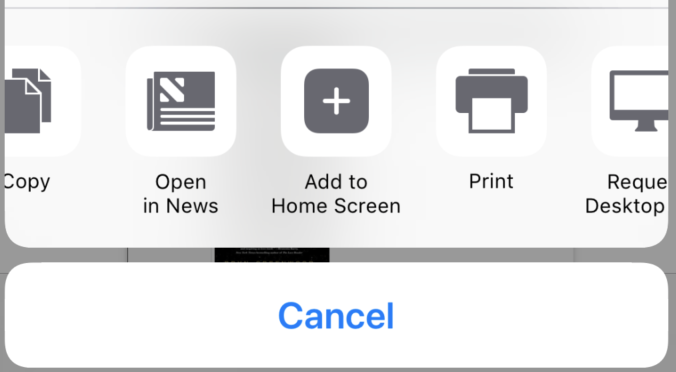 Copy
Open
in News
Add to
Home Screen
Print
Reque
Desktop
Cancel